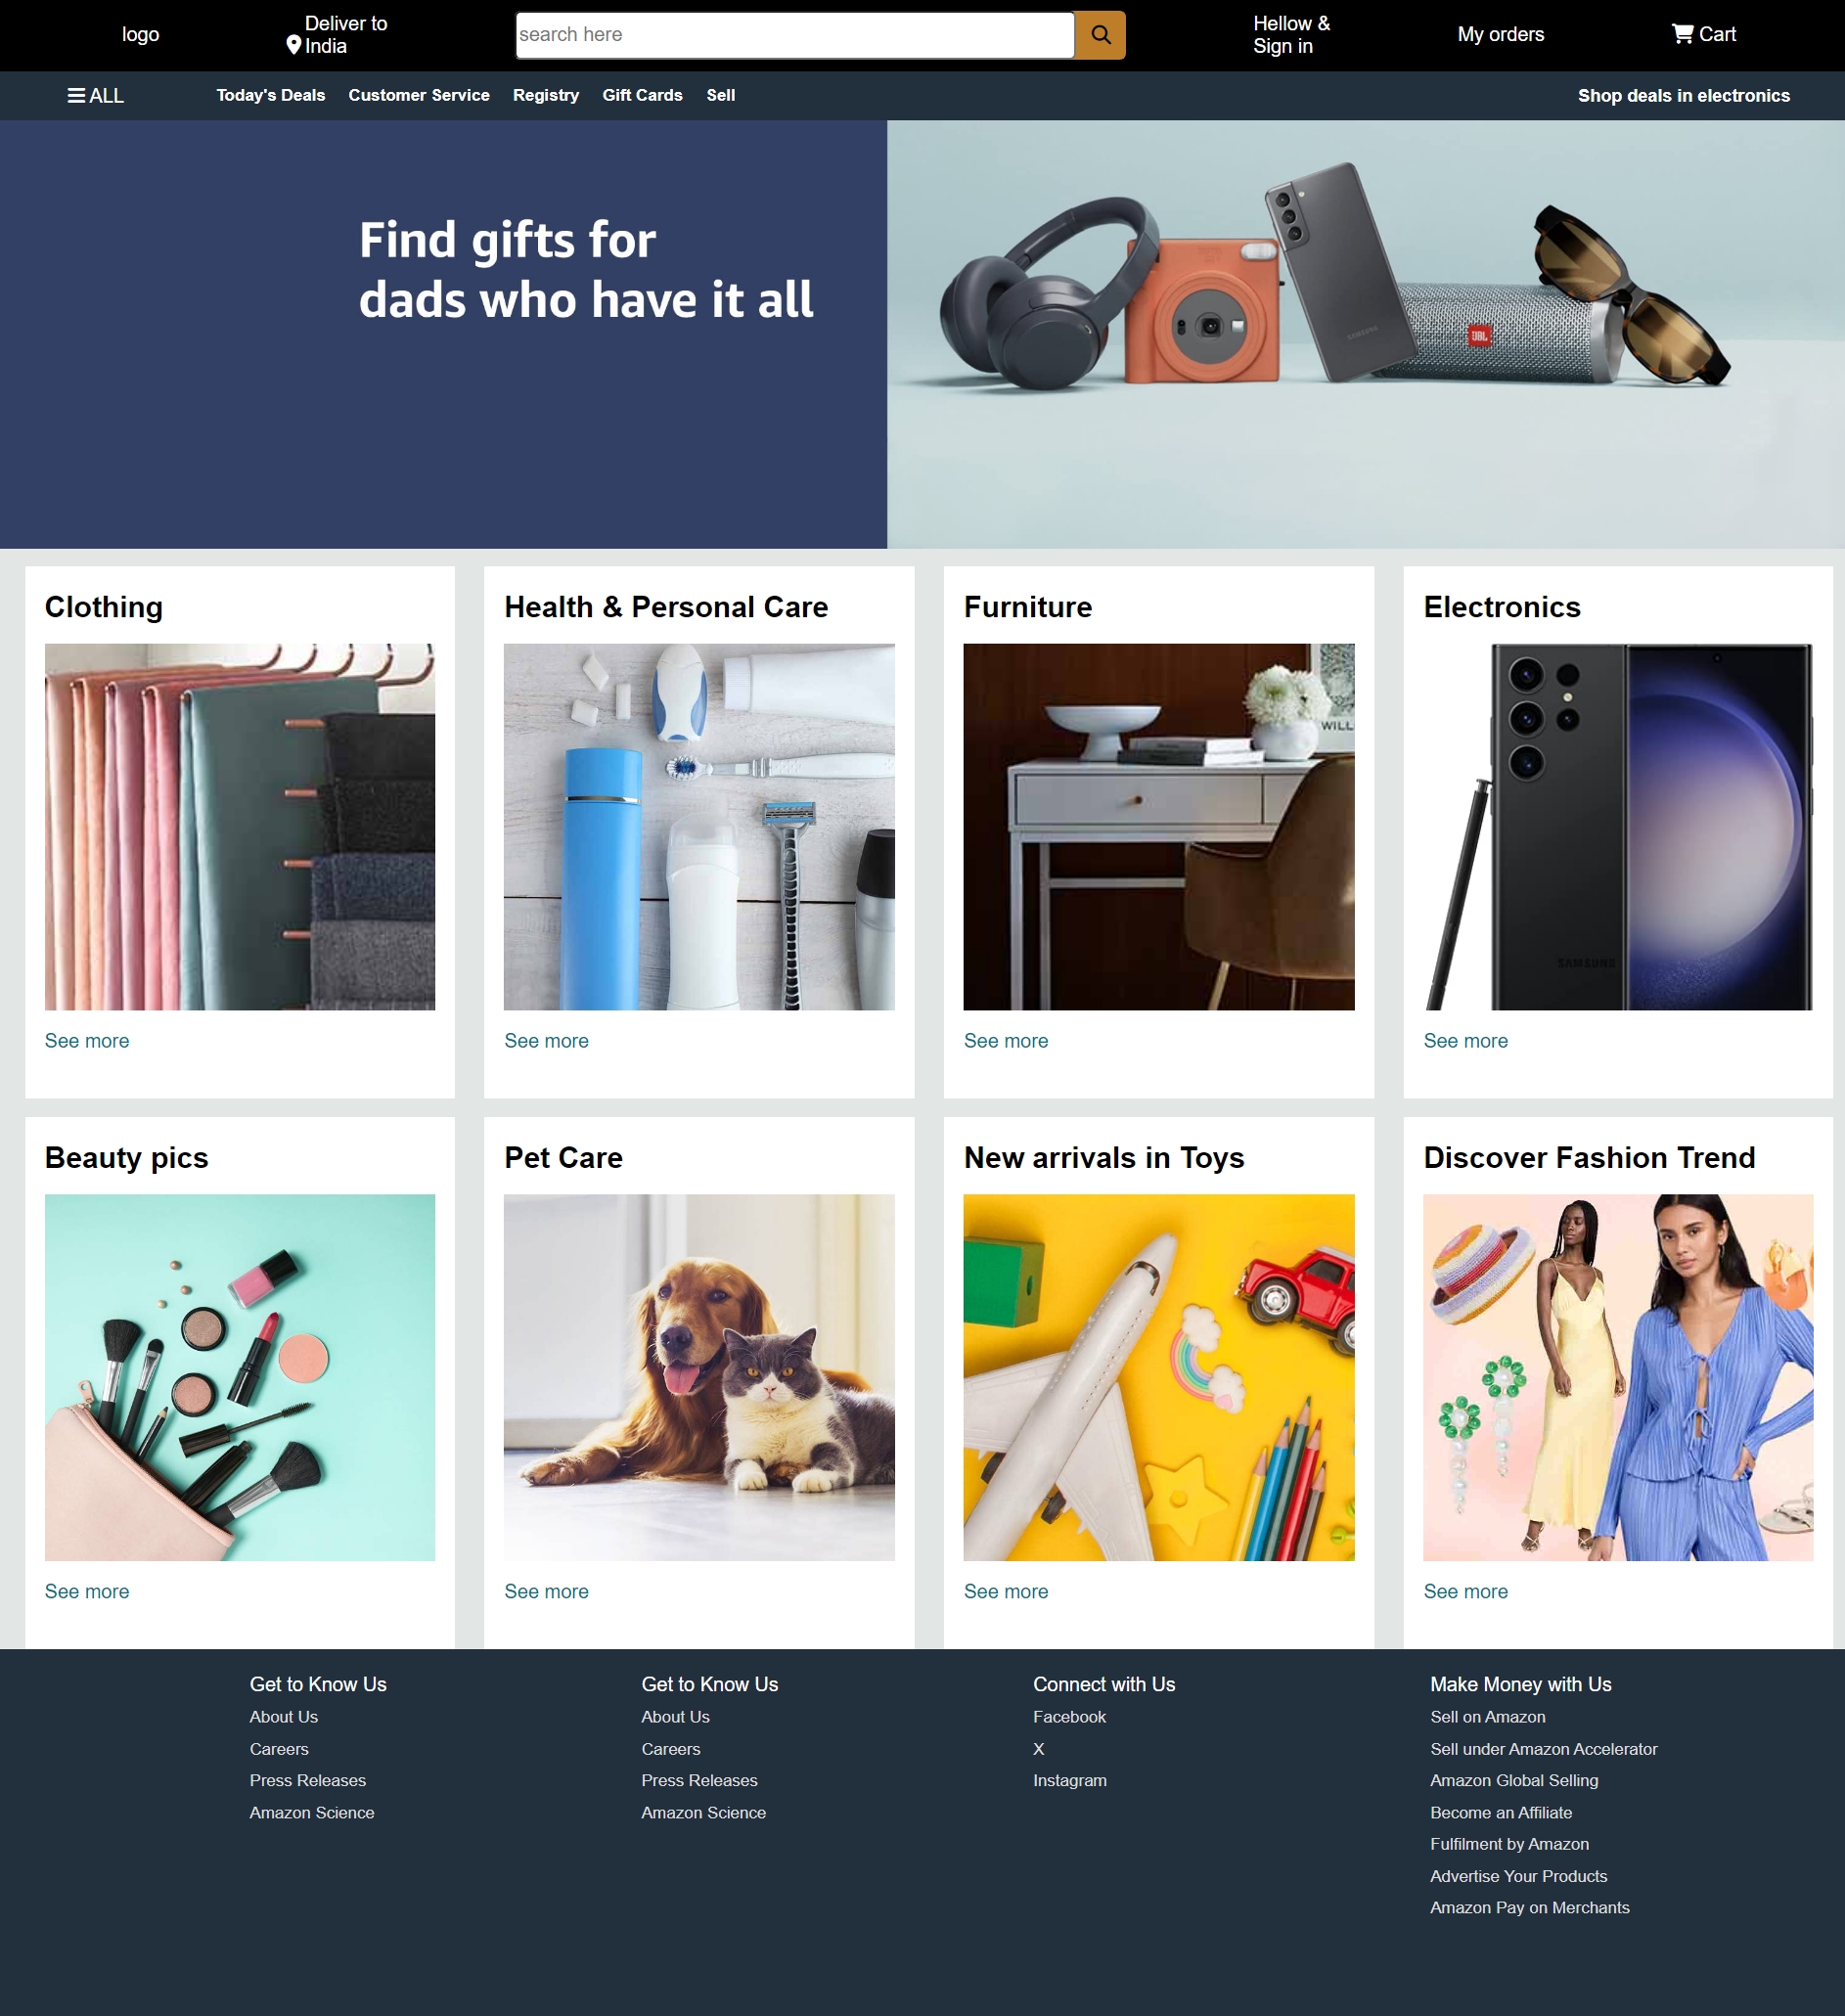 logo
Deliver to
India
search here
Hellow &
Sign in
My orders
Cart
ALL
Today's Deals
Customer Service
Registry
Gift Cards
Sell
Shop deals in electronics
Find gifts for
dads who have it all
SAMSUNG
JBL
Clothing
Health & Personal Care
Furniture
Electronics
WILL
SAMSUNG
See more
See more
See more
See more
Beauty pics
Pet Care
New arrivals in Toys
Discover Fashion Trend
See more
See more
See more
See more
Get to Know Us
About Us
Careers
Press Releases
Amazon Science
Get to Know Us
About Us
Careers
Press Releases
Amazon Science
Connect with Us
Facebook
X
Instagram
Make Money with Us
Sell on Amazon
Sell under Amazon Accelerator
Amazon Global Selling
Become an Affiliate
Fulfilment by Amazon
Advertise Your Products
Amazon Pay on Merchants